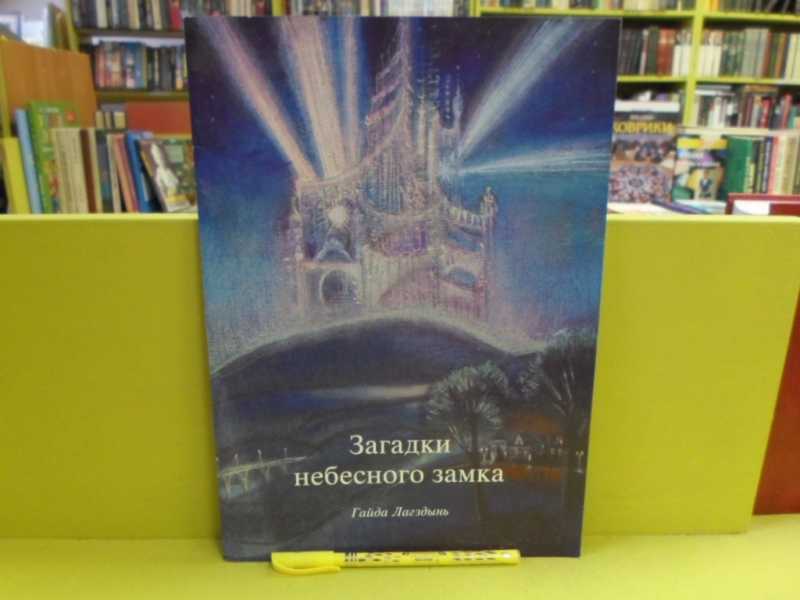 Загадки
небесного замка
Гайда Лагздынь
КОВРИКИ